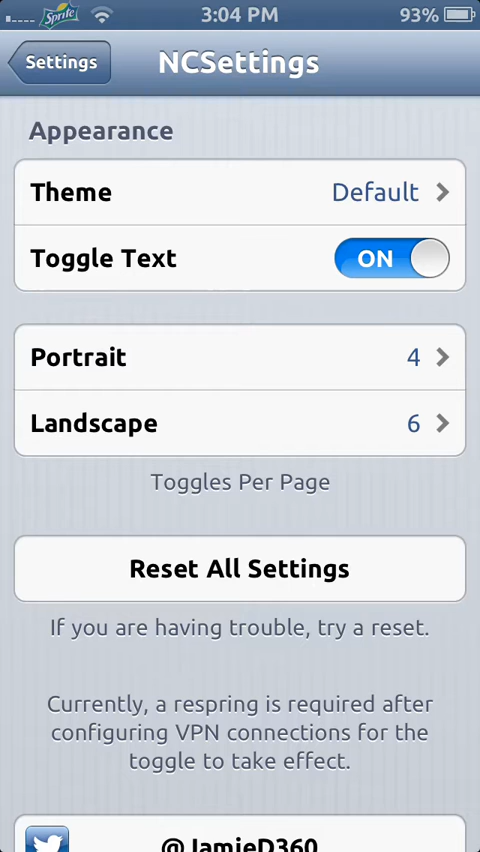 Sprite 3:04 PM 93%
Settings NCSettings
Appearance
Theme Default
Toggle Text ON
Portrait 4
Landscape 6
Toggles Per Page
Reset All Settings
If you are having trouble, try a reset.
Currently, a respring is required after
configuring VPN connections for the
toggle to take effect.
@JamieD360